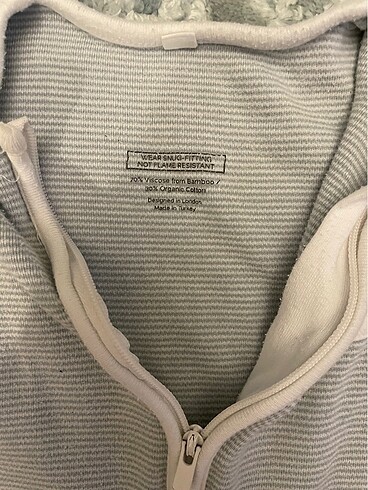 WEAR SNUG-FITTING
NOT FLAME RESISTANT
70% Viscose from Bamboo /
30% Organic Cotton
Designed in London
Made in Turkey